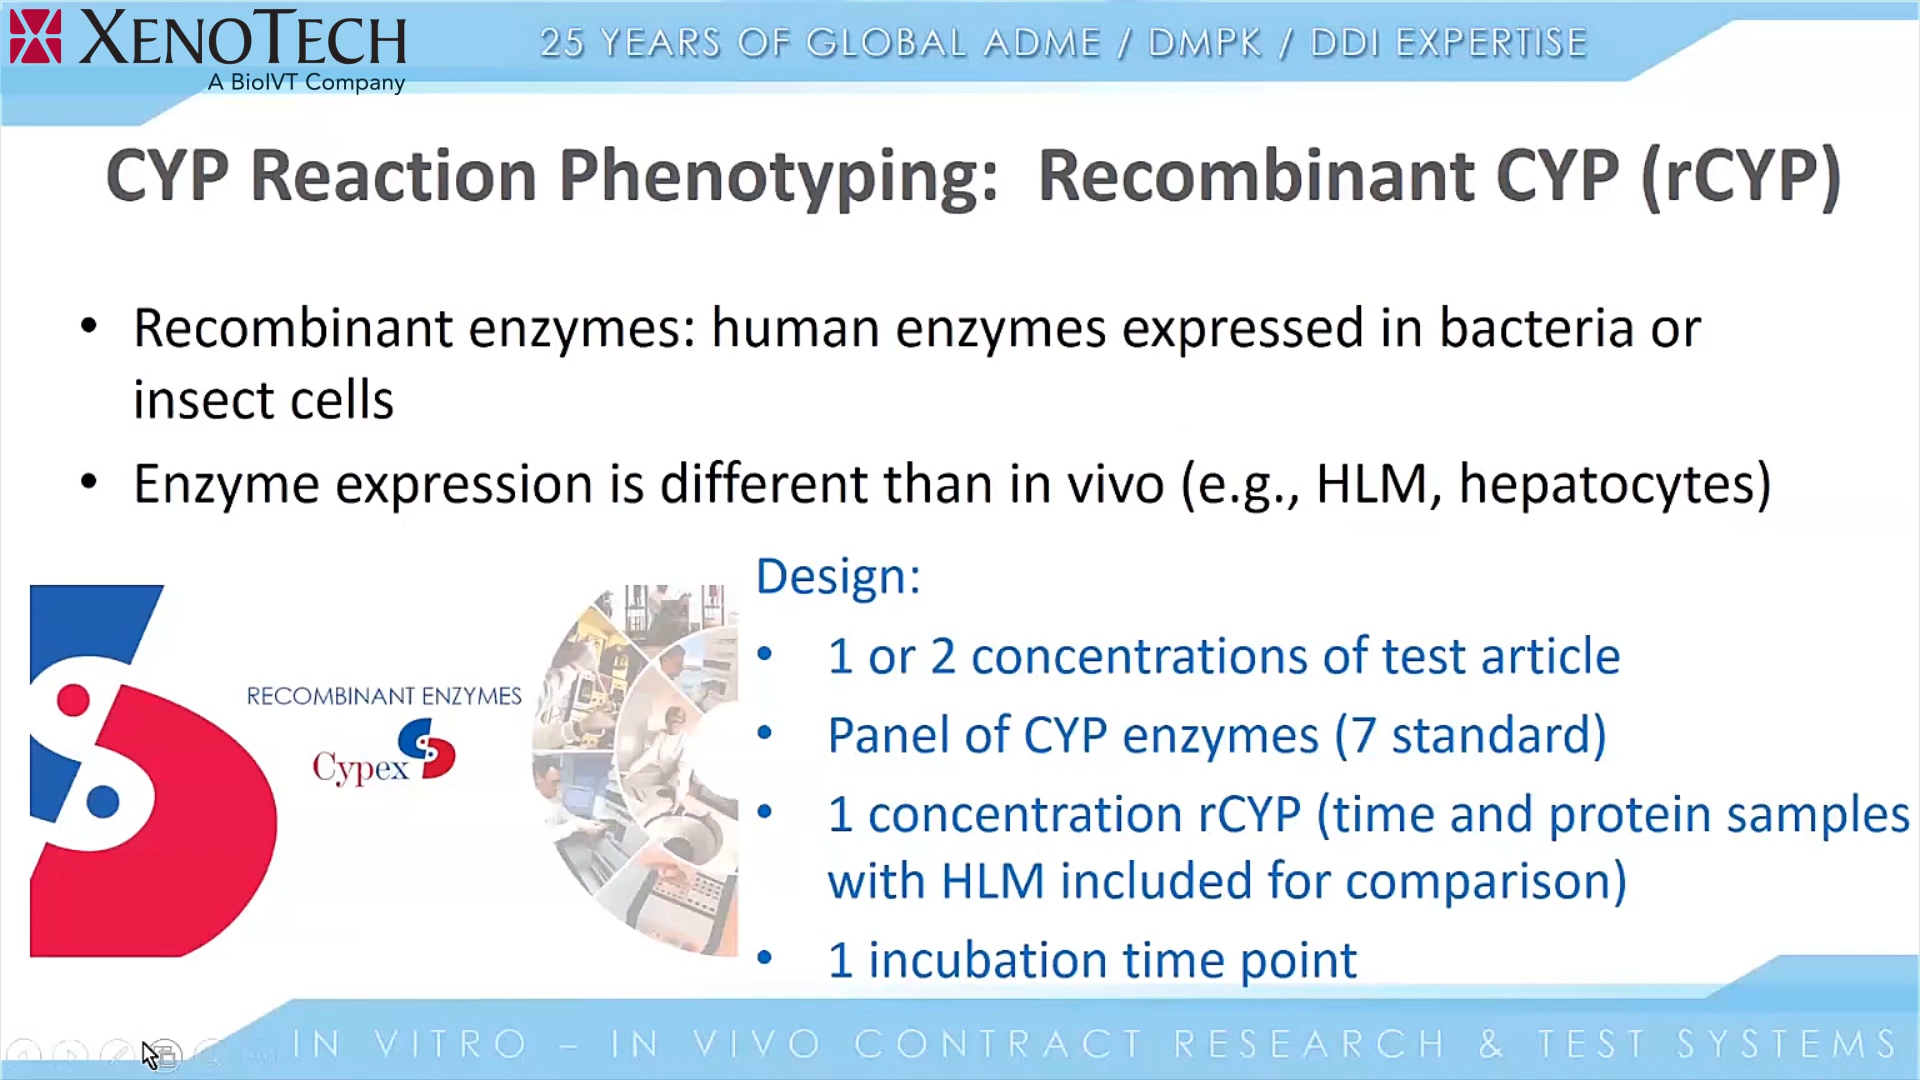 XENOTECH
A BioIVT Company
25 YEARS OF GLOBAL ADME / DMPK / DDI EXPERTISE
CYP Reaction Phenotyping:  Recombinant CYP (rCYP)
• Recombinant enzymes: human enzymes expressed in bacteria or
insect cells
• Enzyme expression is different than in vivo (e.g., HLM, hepatocytes)
RECOMBINANT ENZYMES
Cypex
Design:
• 1 or 2 concentrations of test article
• Panel of CYP enzymes (7 standard)
• 1 concentration rCYP (time and protein samples
with HLM included for comparison)
• 1 incubation time point
IN VITRO – IN VIVO CONTRACT RESEARCH & TEST SYSTEMS